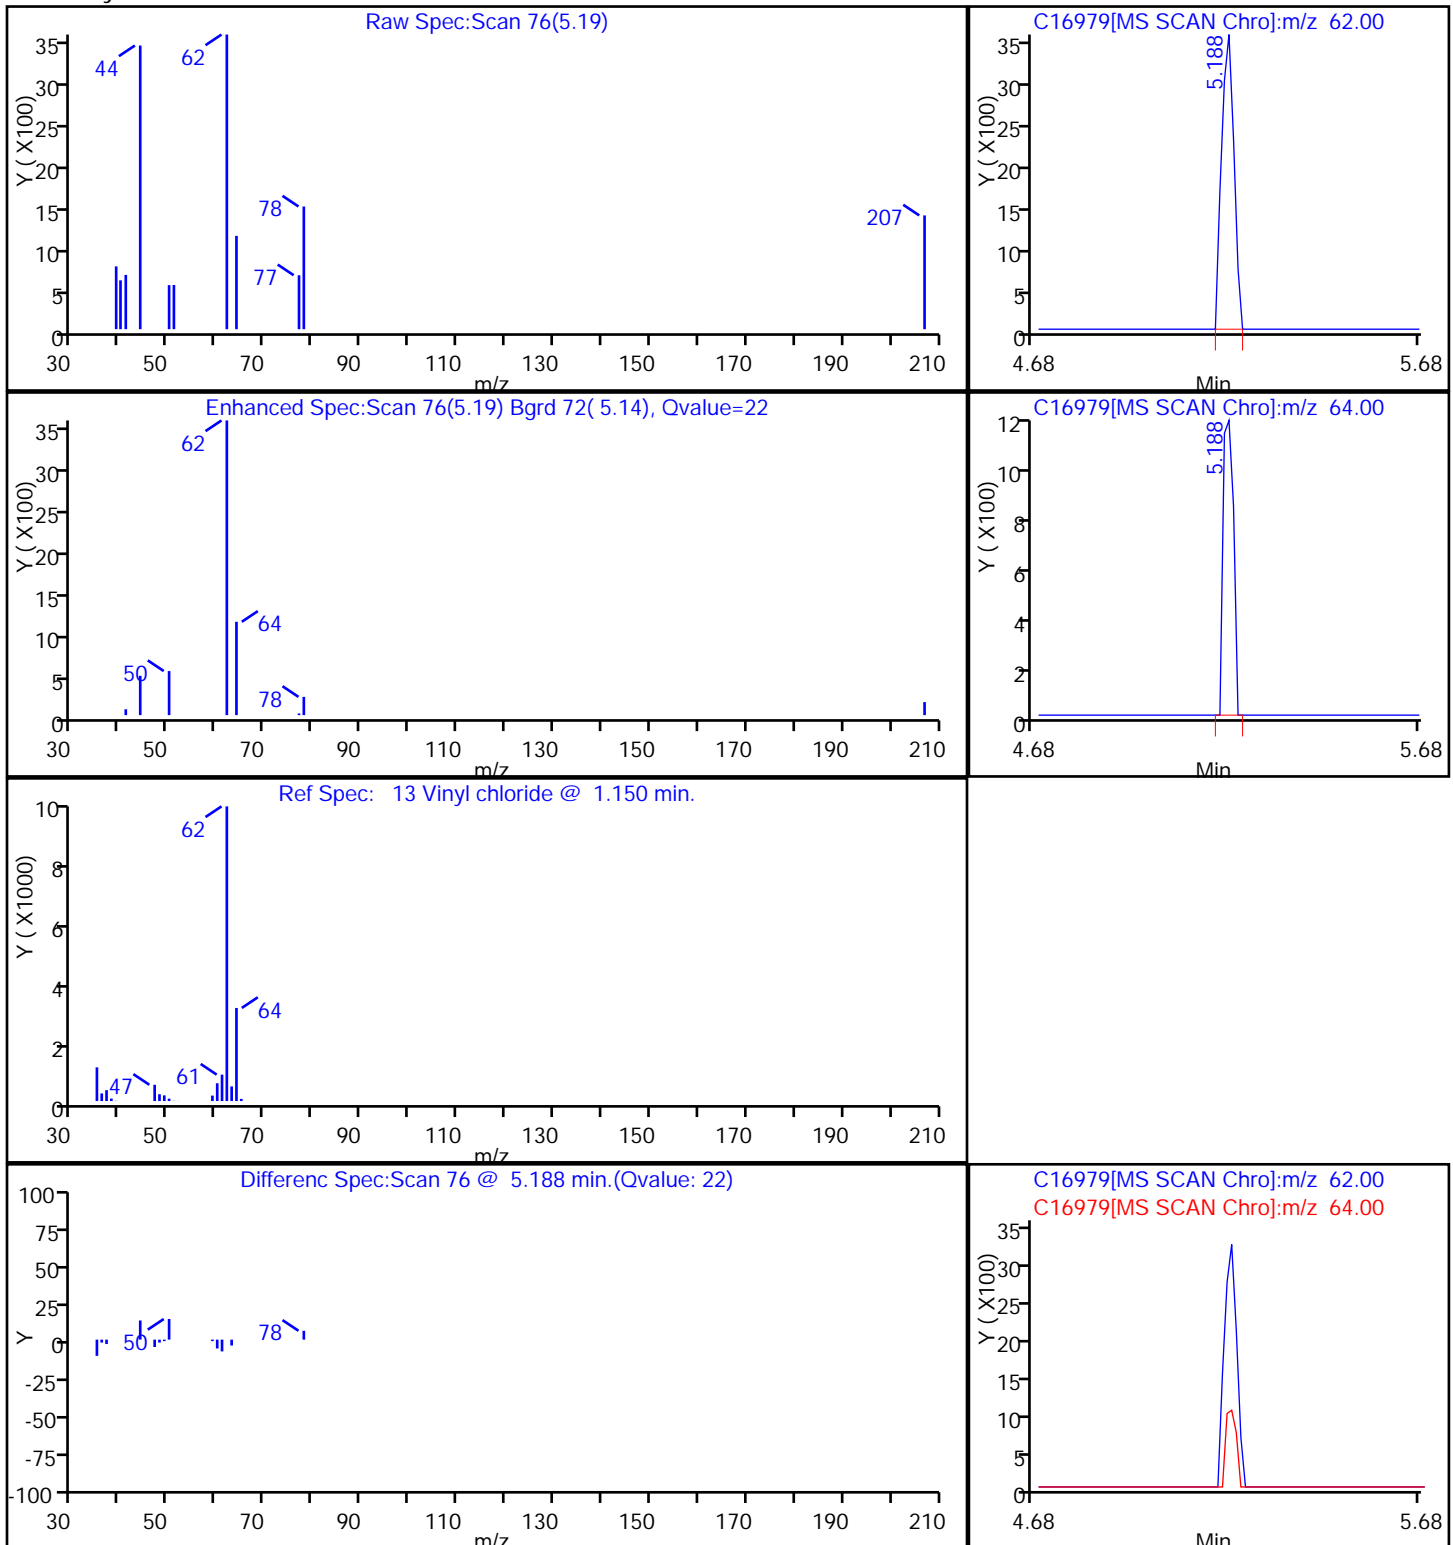 Raw Spec:Scan 76(5.19)
Y ( X100)
35
30
25
20
15
10
5
0
44
62
78
77
207
30 50 70 90 110 130 150 170 190 210
m/z
C16979[MS SCAN Chro]:m/z 62.00
Y ( X100)
35
30
25
20
15
10
5
0
5.188
4.68 5.68
Min
Enhanced Spec:Scan 76(5.19) Bgrd 72( 5.14), Qvalue=22
Y ( X100)
35
30
25
20
15
10
5
0
62
64
50
78
30 50 70 90 110 130 150 170 190 210
m/z
C16979[MS SCAN Chro]:m/z 64.00
Y ( X100)
12
10
8
6
4
2
0
5.188
4.68 5.68
Min
Ref Spec: 13 Vinyl chloride @ 1.150 min.
Y ( X1000)
10
8
6
4
2
0
62
64
61
47
30 50 70 90 110 130 150 170 190 210
m/z
Differenc Spec:Scan 76 @ 5.188 min.(Qvalue: 22)
Y
100
75
50
25
0
-25
-50
-75
-100
50
78
30 50 70 90 110 130 150 170 190 210
m/z
C16979[MS SCAN Chro]:m/z 62.00
C16979[MS SCAN Chro]:m/z 64.00
Y ( X100)
35
30
25
20
15
10
5
0
4.68 5.68
Min